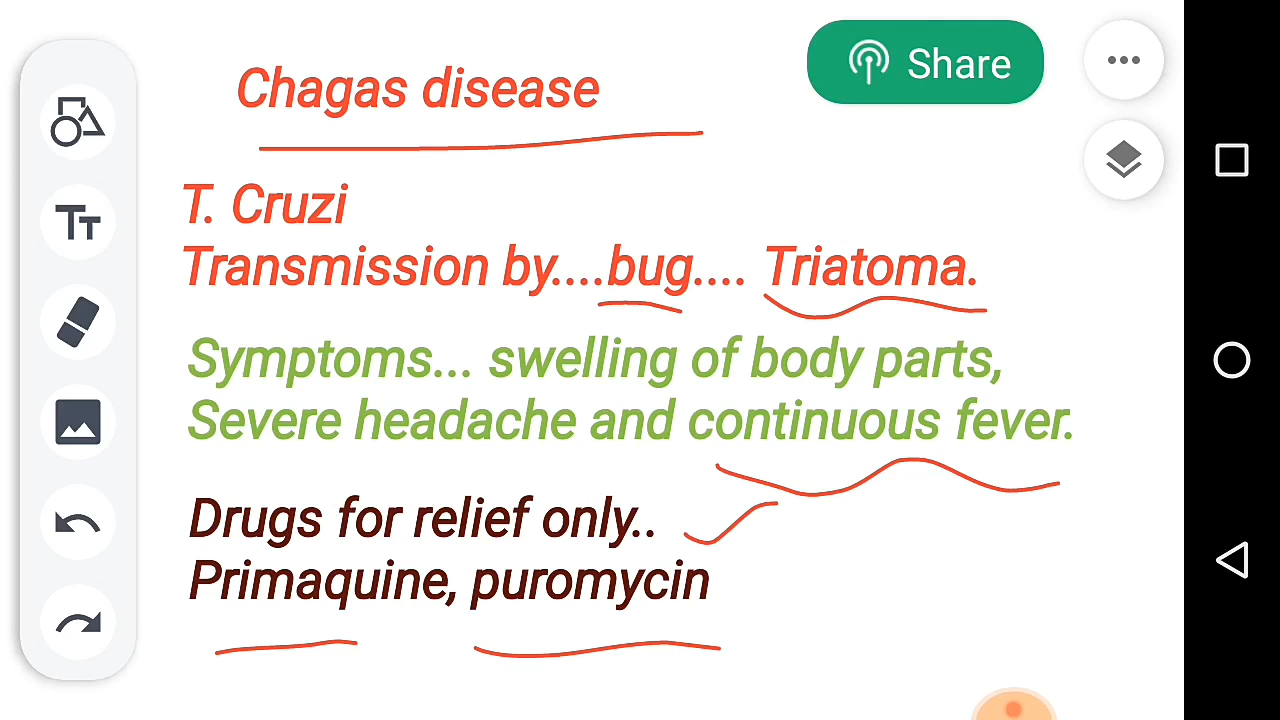 Chagas disease
Share
T. Cruzi
Transmission by....bug.... Triatoma.
Symptoms... swelling of body parts,
Severe headache and continuous fever.
Drugs for relief only..
Primaquine, puromycin
TT